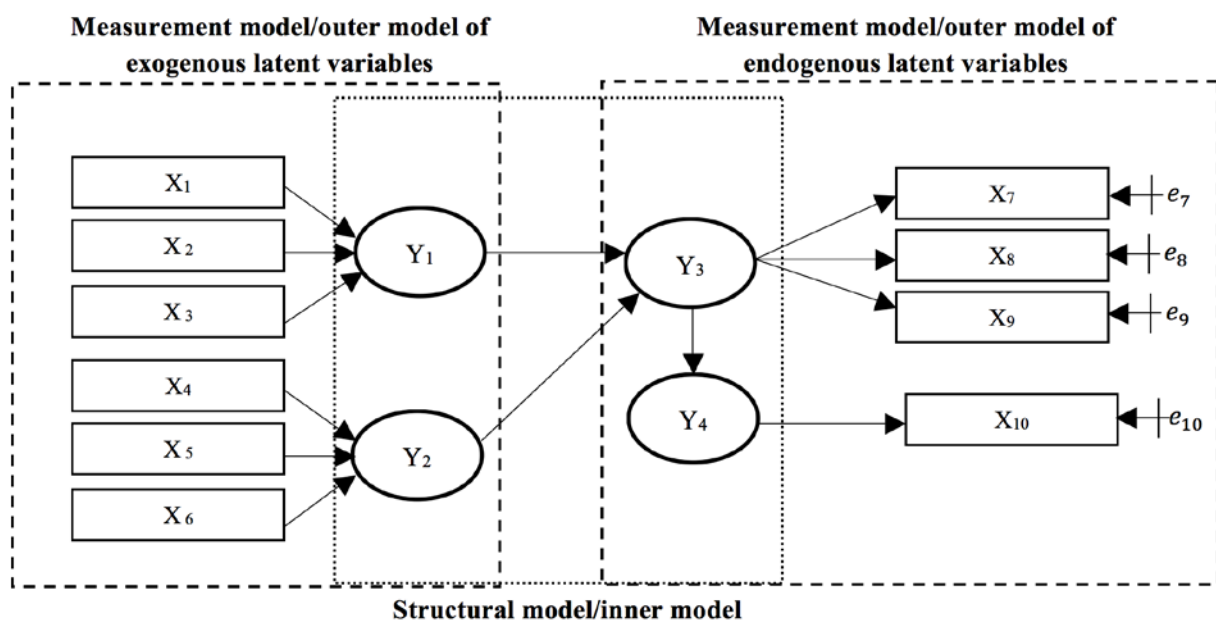 Measurement model/outer model of
exogenous latent variables
Measurement model/outer model of
endogenous latent variables
X₁
X₂
X₃
X₄
X₅
X₆
Y₁
Y₂
Y₃
Y₄
X₇
e₇
X₈
e₈
X₉
e₉
X₁₀
e₁₀
Structural model/inner model